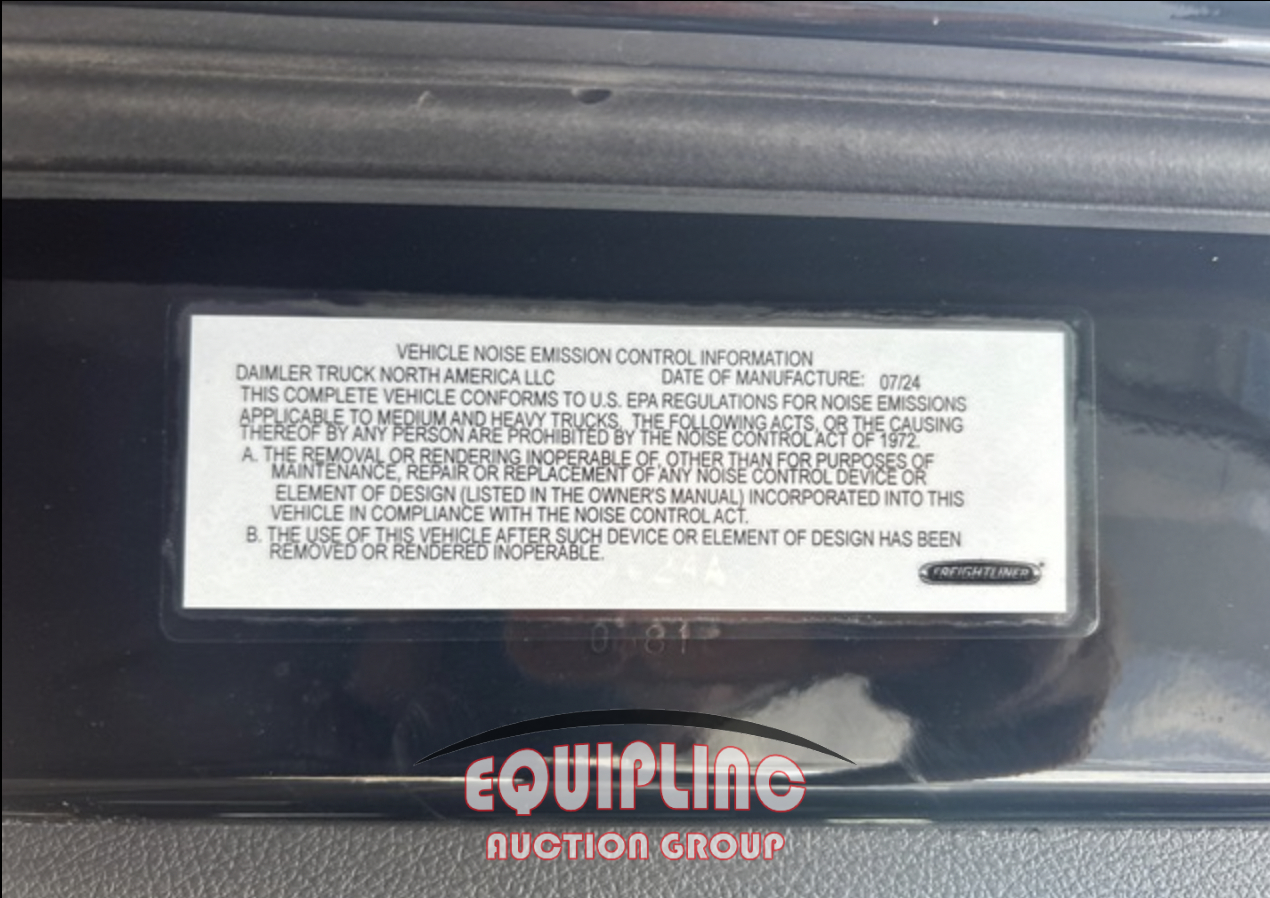 VEHICLE NOISE EMISSION CONTROL INFORMATION
DAIMLER TRUCK NORTH AMERICA LLC DATE OF MANUFACTURE: 07/24
THIS COMPLETE VEHICLE CONFORMS TO U.S. EPA REGULATIONS FOR NOISE EMISSIONS
APPLICABLE TO MEDIUM AND HEAVY TRUCKS. THE FOLLOWING ACTS, OR THE CAUSING
THEREOF BY ANY PERSON ARE PROHIBITED BY THE NOISE CONTROL ACT OF 1972.
A. THE REMOVAL OR RENDERING INOPERABLE OF, OTHER THAN FOR PURPOSES OF
MAINTENANCE, REPAIR OR REPLACEMENT OF ANY NOISE CONTROL DEVICE OR
ELEMENT OF DESIGN (LISTED IN THE OWNER'S MANUAL) INCORPORATED INTO THIS
VEHICLE IN COMPLIANCE WITH THE NOISE CONTROL ACT.
B. THE USE OF THIS VEHICLE AFTER SUCH DEVICE OR ELEMENT OF DESIGN HAS BEEN
REMOVED OR RENDERED INOPERABLE.
FREIGHTLINER
EQUIPLINC
AUCTION GROUP